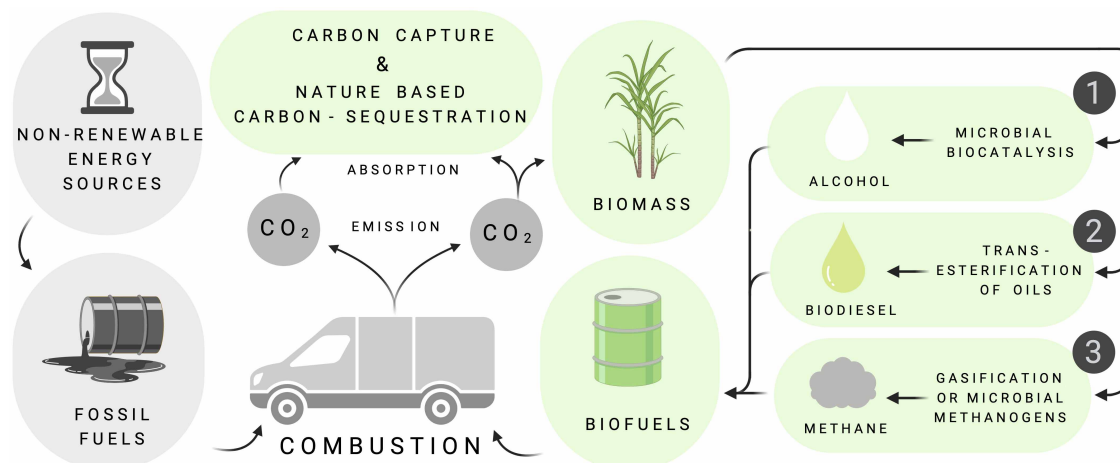 NON-RENEWABLE
ENERGY
SOURCES
FOSSIL
FUELS
CARBON CAPTURE
&
NATURE BASED
CARBON- SEQUESTRATION
ABSORPTION
CO₂
EMISSION
CO₂
COMBUSTION
BIOMASS
BIOFUELS
1
MICROBIAL
BIOCATALYSIS
ALCOHOL
2
TRANS-
ESTERIFICATION
OF OILS
BIODIESEL
3
GASIFICATION
OR MICROBIAL
METHANOGENS
METHANE